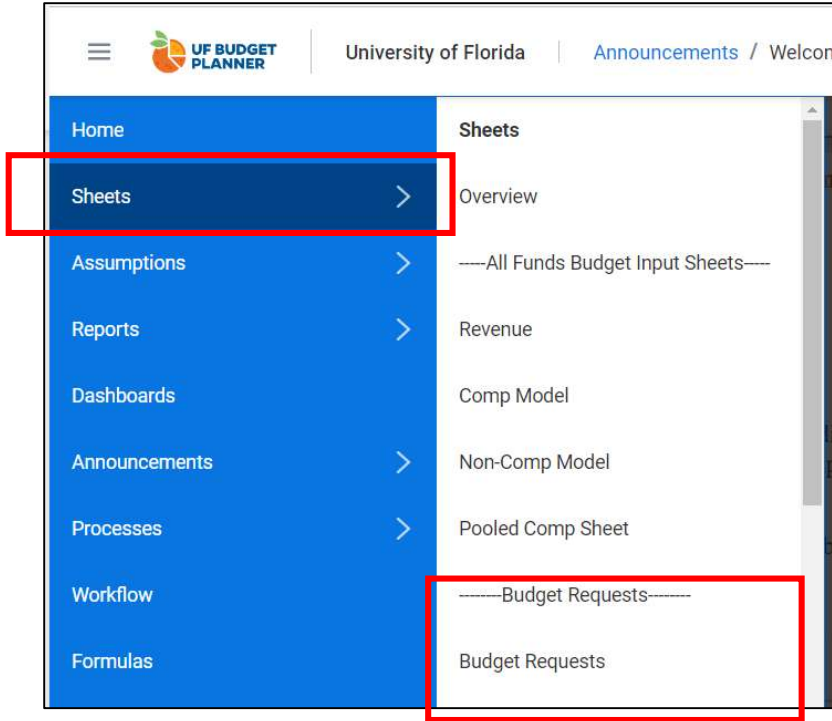 UF BUDGET
PLANNER
University of Florida
Announcements / Welcon
Home
Sheets
Assumptions
Reports
Dashboards
Announcements
Processes
Workflow
Formulas
Sheets
Overview
-----All Funds Budget Input Sheets-----
Revenue
Comp Model
Non-Comp Model
Pooled Comp Sheet
--------Budget Requests--------
Budget Requests